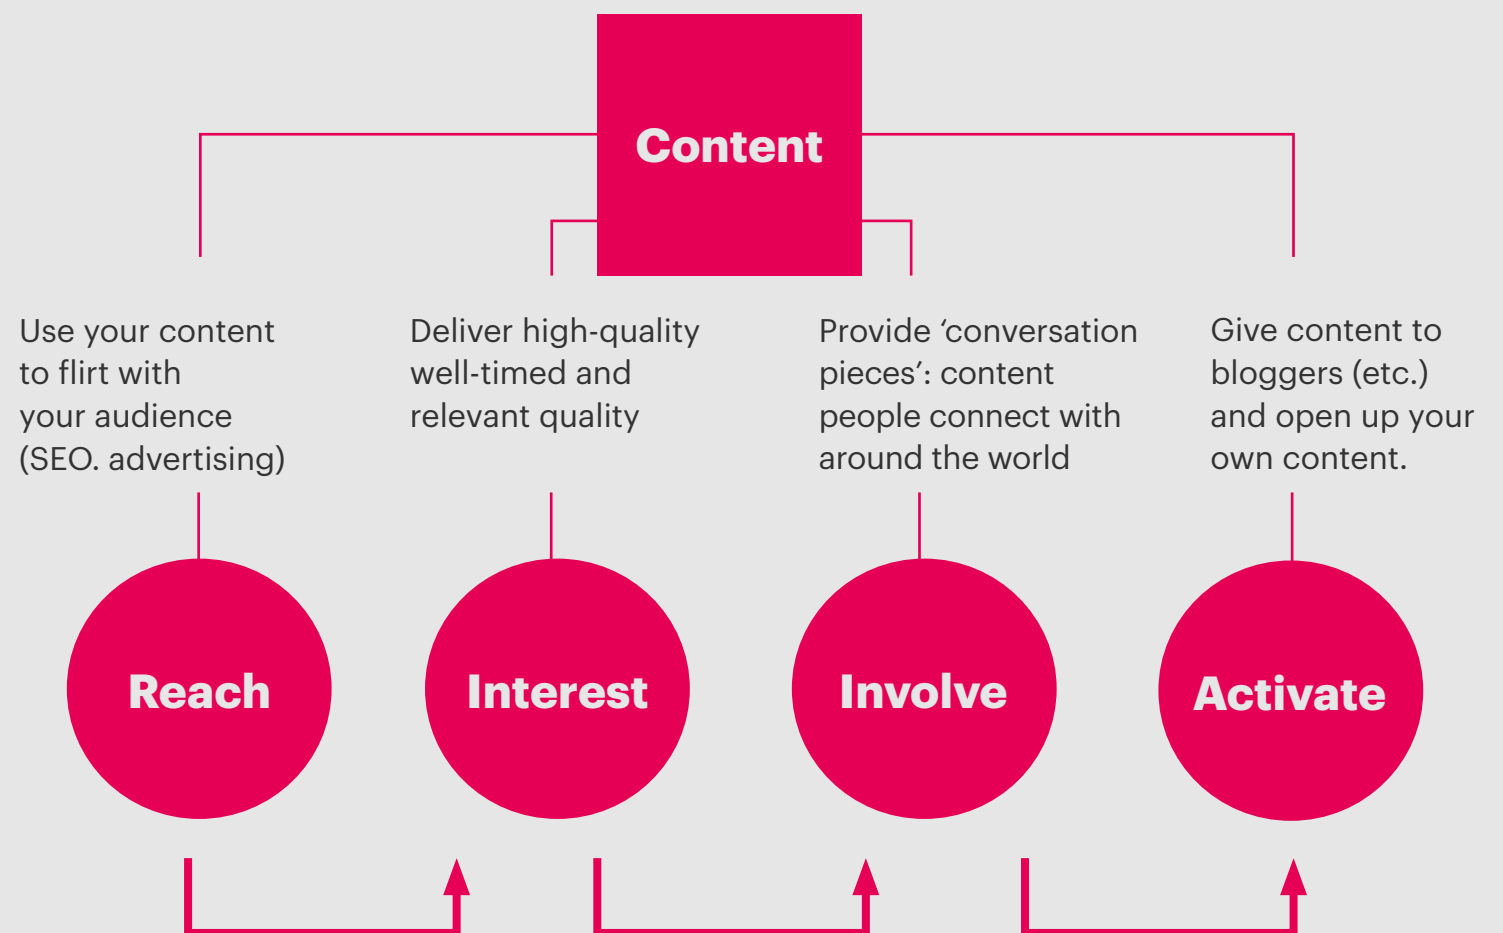 Content
Use your content
to flirt with
your audience
(SEO. advertising)
Deliver high-quality
well-timed and
relevant quality
Provide ‘conversation
pieces’: content
people connect with
around the world
Give content to
bloggers (etc.)
and open up your
own content.
Reach
Interest
Involve
Activate